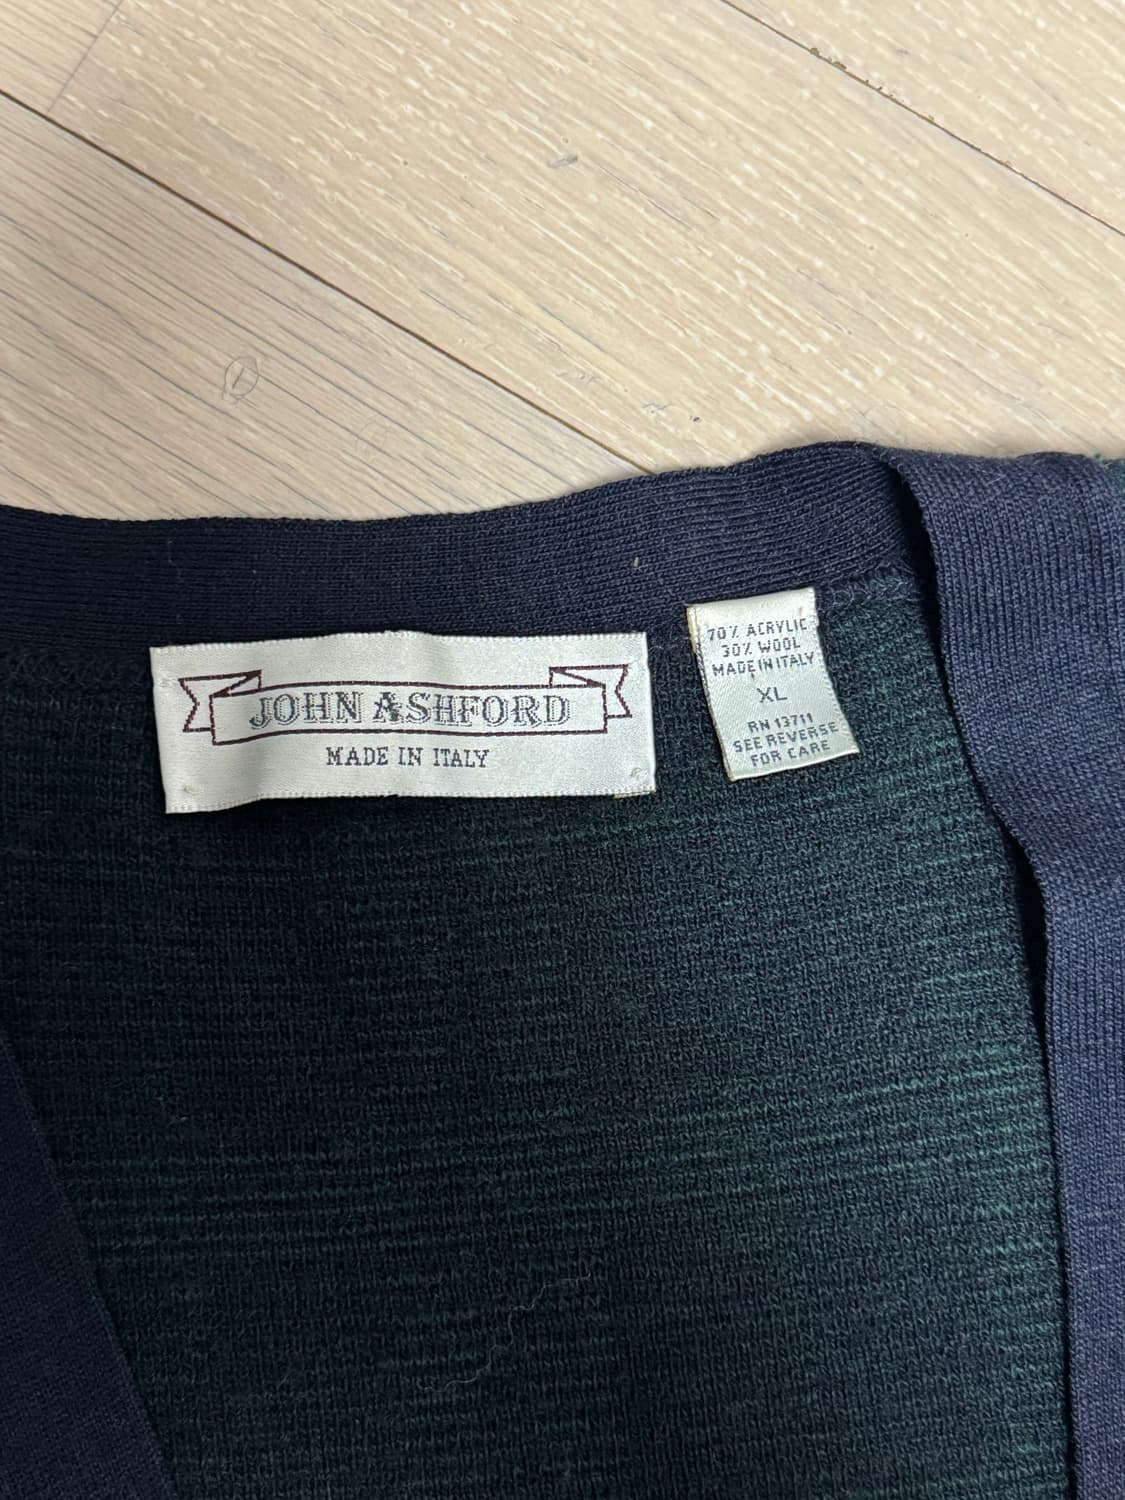 JOHN ASHFORD
MADE IN ITALY
70% ACRYLIC
30% WOOL
MADE IN ITALY
XL
RN 13711
SEE REVERSE
FOR CARE